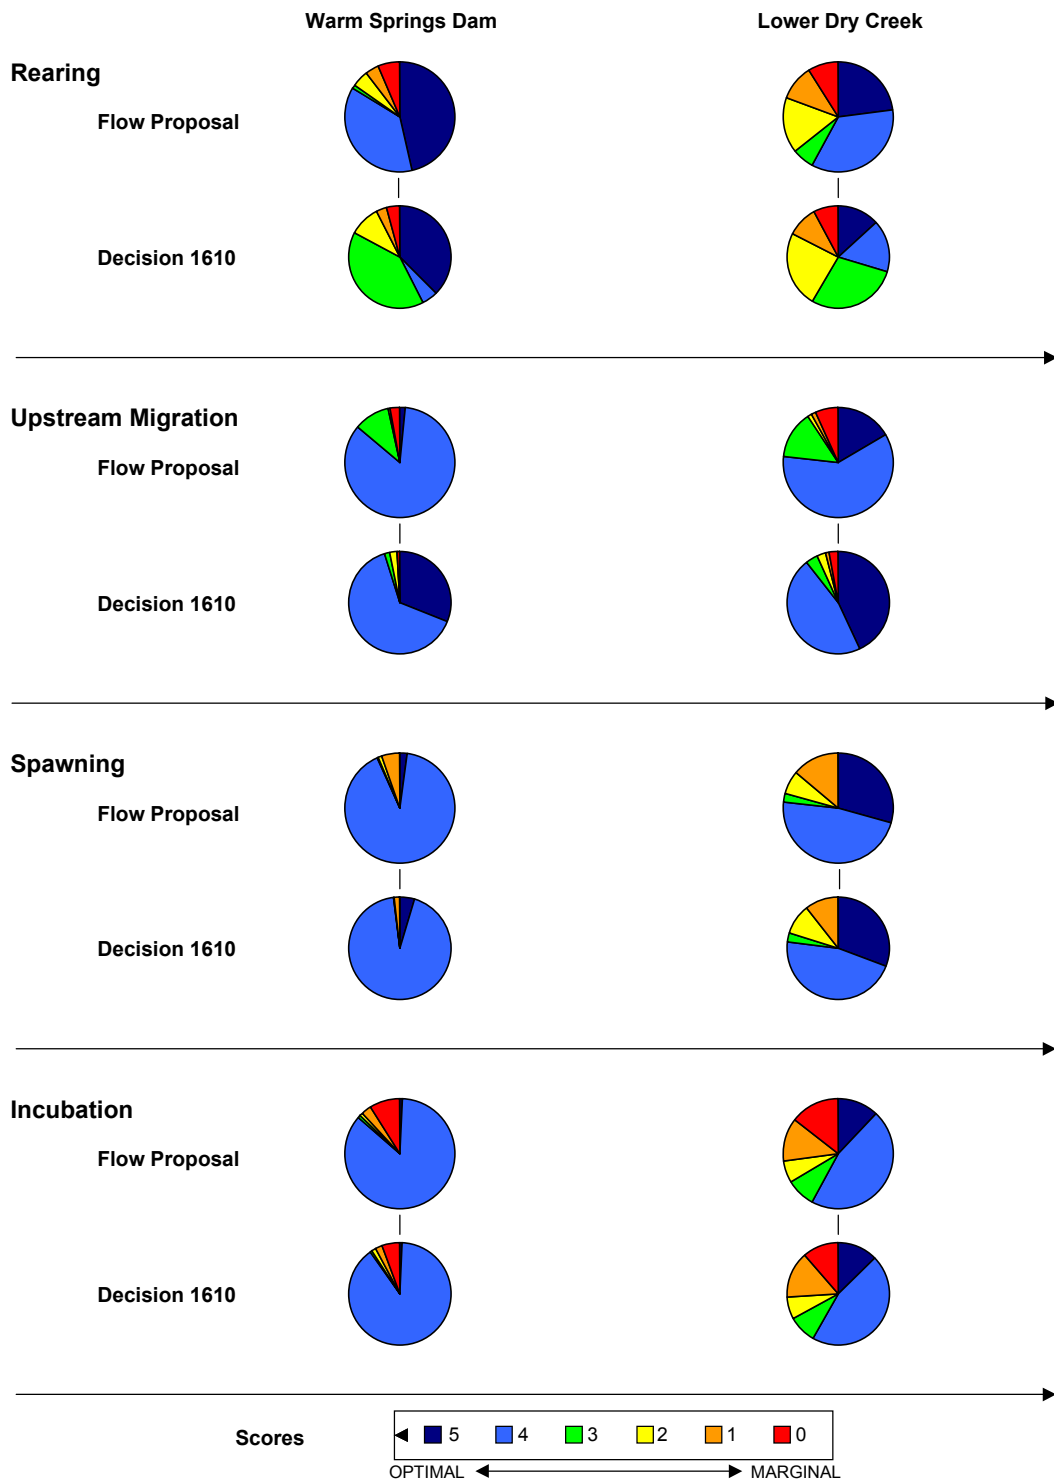 Warm Springs Dam Lower Dry Creek
Rearing
Flow Proposal
Decision 1610
Upstream Migration
Flow Proposal
Decision 1610
Spawning
Flow Proposal
Decision 1610
Incubation
Flow Proposal
Decision 1610
Scores 5 4 3 2 1 0
OPTIMAL MARGINAL